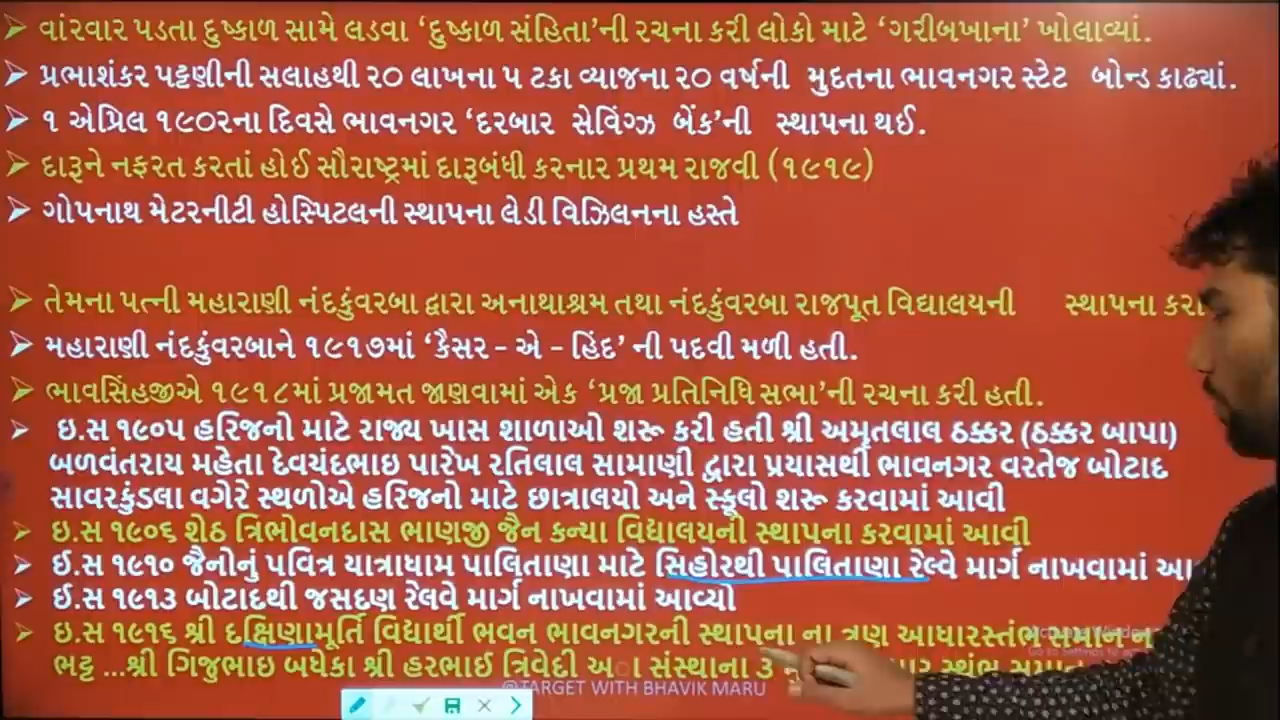 વાંરવાર પડતા દુષ્કાળ સામે લડવા ‘દુષ્કાળ સંહિતા’ની રચના કરી લોકો માટે ‘ગરીબખાના’ ખોલાવ્યાં.
પ્રભાશંકર પટ્ટણીની સલાહથી ૨૦ લાખના ૫ ટકા વ્યાજના ૨૦ વર્ષની મુદતના ભાવનગર સ્ટેટ બોન્ડ કાઢ્યાં.
૧ એપ્રિલ ૧૯૦૨ના દિવસે ભાવનગર ‘દરબાર સેવિંગ્ઝ બેંક’ની સ્થાપના થઈ.
દારૂને નફરત કરતાં હોઈ સૌરાષ્ટ્રમાં દારૂબંધી કરનાર પ્રથમ રાજવી (૧૯૧૯)
ગોપનાથ મેટરનીટી હોસ્પિટલની સ્થાપના લેડી વિઝિલનના હસ્તે
તેમના પત્ની મહારાણી નંદકુંવરબા દ્વારા અનાથાશ્રમ તથા નંદકુંવરબા રાજપૂત વિદ્યાલયની સ્થાપના
મહારાણી નંદકુંવરબાને ૧૯૧૭માં ‘કૈસર – એ – હિંદ’ ની પદવી મળી હતી.
ભાવસિંહજીએ ૧૯૧૮માં પ્રજામત જાણવામાં એક ‘પ્રજા પ્રતિનિધિ સભા’ની રચના કરી હતી.
ઇ.સ ૧૯૦૫ હરિજનો માટે રાજ્ય ખાસ શાળાઓ શરૂ કરી હતી શ્રી અમૃતલાલ ઠક્કર (ઠક્કર બાપા)
બળવંતરાય મહેતા દેવચંદભાઇ પારેખ રતિલાલ સામાણી દ્વારા પ્રયાસથી ભાવનગર વરતેજ બોટાદ
સાવરકુંડલા વગેરે સ્થળોએ હરિજનો માટે છાત્રાલયો અને સ્કૂલો શરૂ કરવામાં આવી
ઇ.સ ૧૯૦૬ શેઠ ત્રિભોવનદાસ ભાણજી જૈન કન્યા વિદ્યાલયની સ્થાપના કરવામાં આવી
ઈ.સ ૧૯૧૦ જૈનોનું પવિત્ર યાત્રાધામ પાલિતાણા માટે સિહોરથી પાલિતાણા રેલ્વે માર્ગ નાખવામાં
ઈ.સ ૧૯૧૩ બોટાદથી જસદણ રેલવે માર્ગ નાખવામાં આવ્યો
ઇ.સ ૧૯૧૬ શ્રી દક્ષિણામૂર્તિ વિદ્યાર્થી ભવન ભાવનગરની સ્થાપના ના ત્રણ આધારસ્તંભ
ભટ્ટ ...શ્રી ગિજુભાઇ બધેકા શ્રી હરભાઈ ત્રિવેદી સંસ્થાના ૩
@TARGET WITH BHAVIK MARU